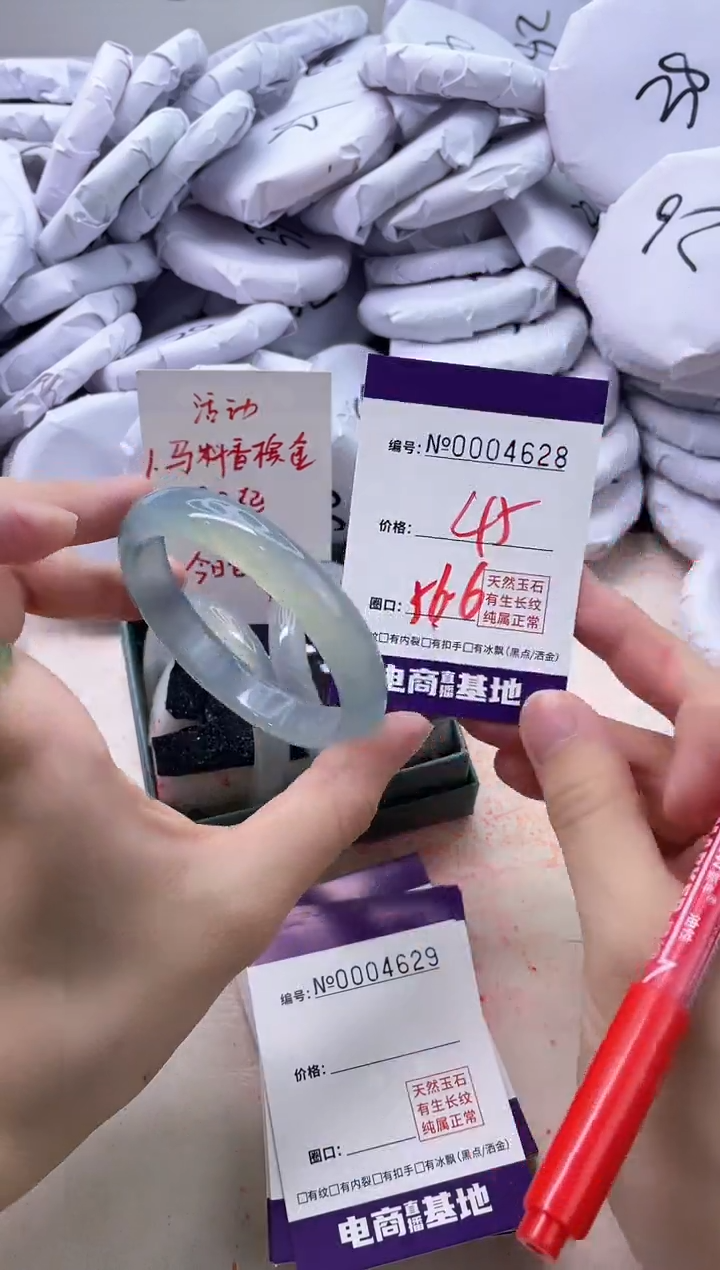 26
活动
1.马料香槟金
今日
编号:№0004628
价格: 45
圈口: 56.6
天然玉石
有生长纹
纯属正常
纹□有内裂□有扣手□有冰飘(黑点/洒金)
电商直播基地
编号:№0004629
价格:
天然玉石
有生长纹
纯属正常
圈口:
□有纹□有内裂□有扣手□有冰飘(黑点/洒金)
电商直播基地